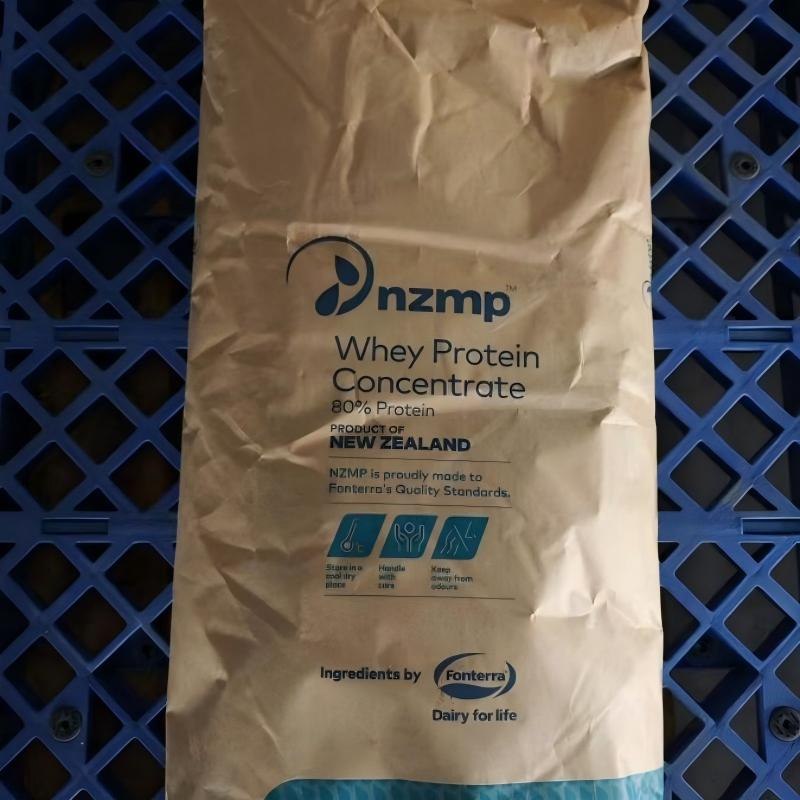 nzmp™
Whey Protein
Concentrate
80% Protein
PRODUCT OF
NEW ZEALAND
NZMP is proudly made to
Fonterra's Quality Standards.
°C
Store in a
cool dry
place
Handle
with
care
Keep
away from
odours
Ingredients by
Fonterra
Dairy for life